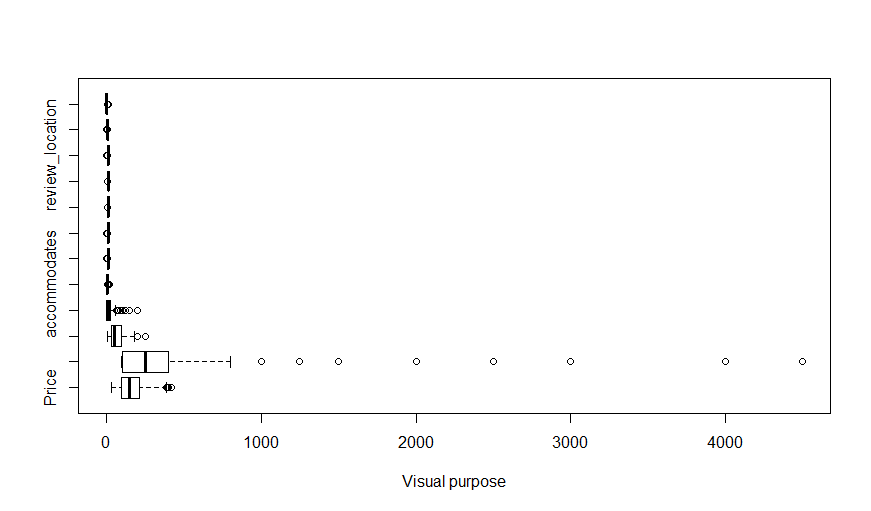 review_location
accommodates
Price
0 1000 2000 3000 4000
Visual purpose